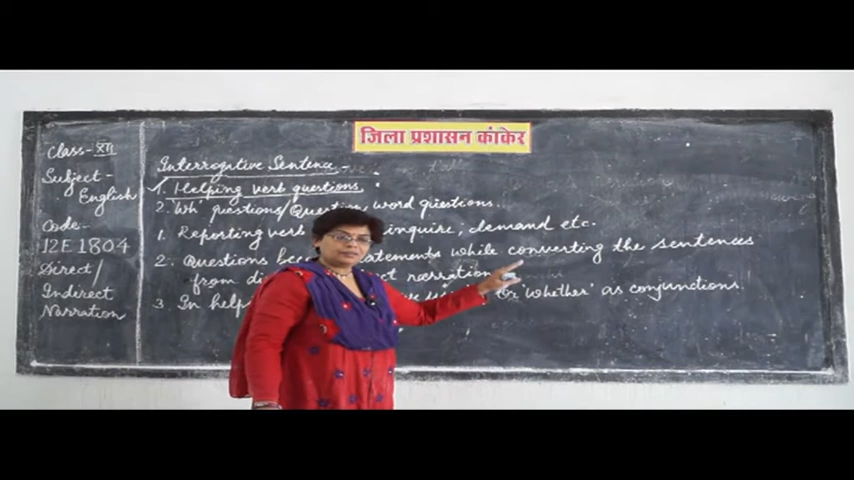 जिला प्रशासन कांकेर
Class- XII
Subject-
English
Code:-
12E1804
Direct/
Indirect
Narration
Interrogative Sentence:-
1. Helping verb questions.
2. Wh questions/Question word questions.
1. Reporting verb inquire; demand etc.
2. Questions statements while converting the sentences
from narration
3. In or 'whether' as conjunctions.